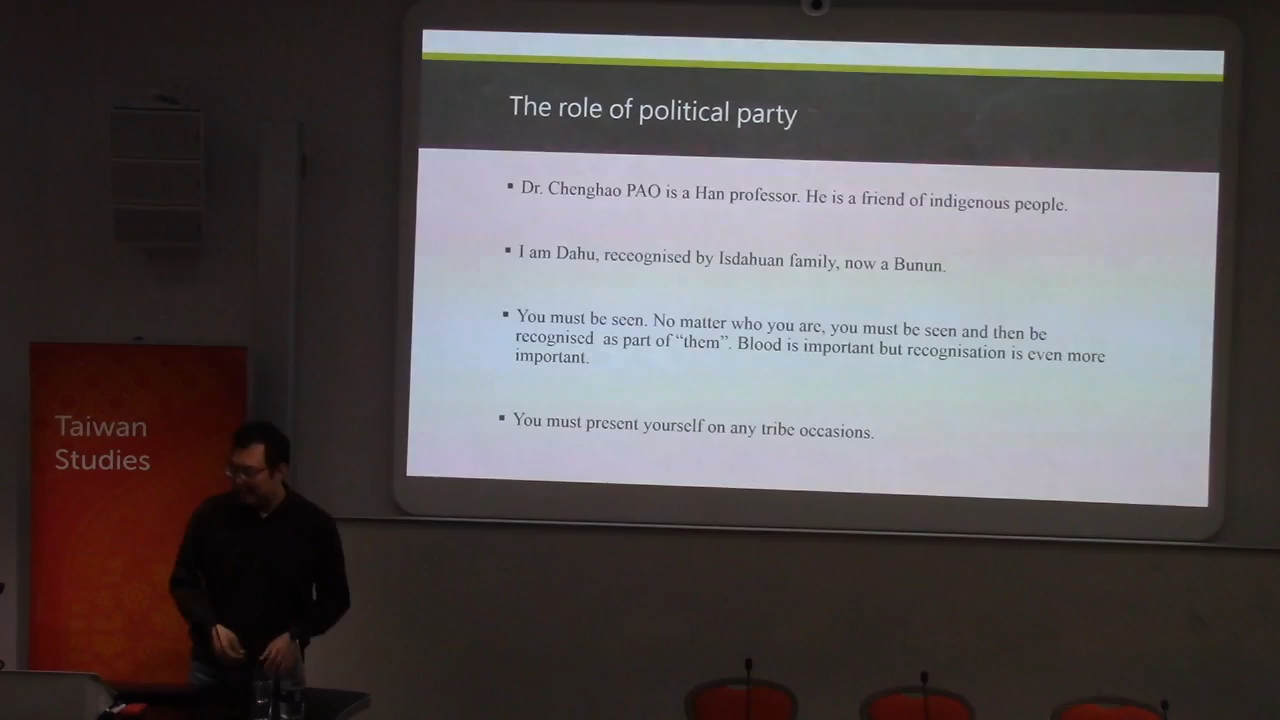 The role of political party
▪ Dr. Chenghao PAO is a Han professor. He is a friend of indigenous people.
▪ I am Dahu, receognised by Isdahuan family, now a Bunun.
▪ You must be seen. No matter who you are, you must be seen and then be
recognised as part of “them”. Blood is important but recognisation is even more
important.
▪ You must present yourself on any tribe occasions.
Taiwan
Studies